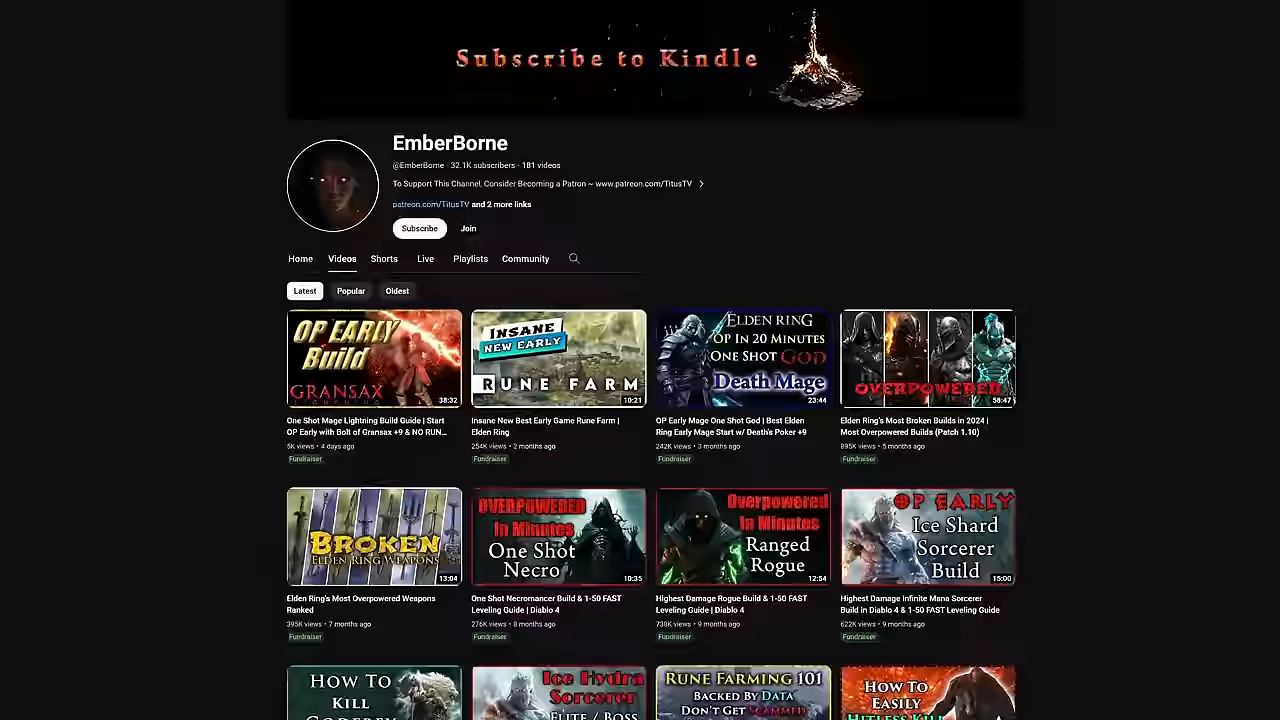 Subscribe to Kindle
EmberBorne
@EmberBorne · 32.1K subscribers · 181 videos
To Support This Channel, Consider Becoming a Patron ~ www.patreon.com/TitusTV
patreon.com/TitusTV and 2 more links
Subscribe Join
Home Videos Shorts Live Playlists Community
Latest Popular Oldest
OP EARLY
Build
GRANSAX
LIGHTNING
38:32
INSANE
NEW EARLY
RUNE FARM
10:21
ELDEN RING
OP IN 20 MINUTES
ONE SHOT GOD
Death Mage
23:44
OVERPOWERED
58:47
One Shot Mage Lightning Build Guide | Start
OP Early with Bolt of Gransax +9 & NO RUN...
5K views • 4 days ago
Fundraiser
Insane New Best Early Game Rune Farm |
Elden Ring
254K views • 2 months ago
Fundraiser
OP Early Mage One Shot God | Best Elden
Ring Early Mage Start w/ Death's Poker +9
242K views • 3 months ago
Fundraiser
Elden Ring's Most Broken Builds in 2024 |
Most Overpowered Builds (Patch 1.10)
895K views • 5 months ago
Fundraiser
BROKEN
ELDEN RING WEAPONS
13:04
OVERPOWERED
In Minutes
One Shot
Necro
10:35
Overpowered
In Minutes
Ranged
Rogue
12:54
OP EARLY
Ice Shard
Sorcerer
Build
15:00
Elden Ring's Most Overpowered Weapons
Ranked
395K views • 7 months ago
Fundraiser
One Shot Necromancer Build & 1-50 FAST
Leveling Guide | Diablo 4
276K views • 8 months ago
Fundraiser
Highest Damage Rogue Build & 1-50 FAST
Leveling Guide | Diablo 4
739K views • 9 months ago
Fundraiser
Highest Damage Infinite Mana Sorcerer
Build in Diablo 4 & 1-50 FAST Leveling Guide
622K views • 9 months ago
Fundraiser
HOW TO
KILL
GODFREY
Ice Hydra
Sorcerer
ELITE / BOSS
RUNE FARMING 101
BACKED BY DATA
DON'T GET SCAMMED
HOW TO
EASILY
HITLESS KILL